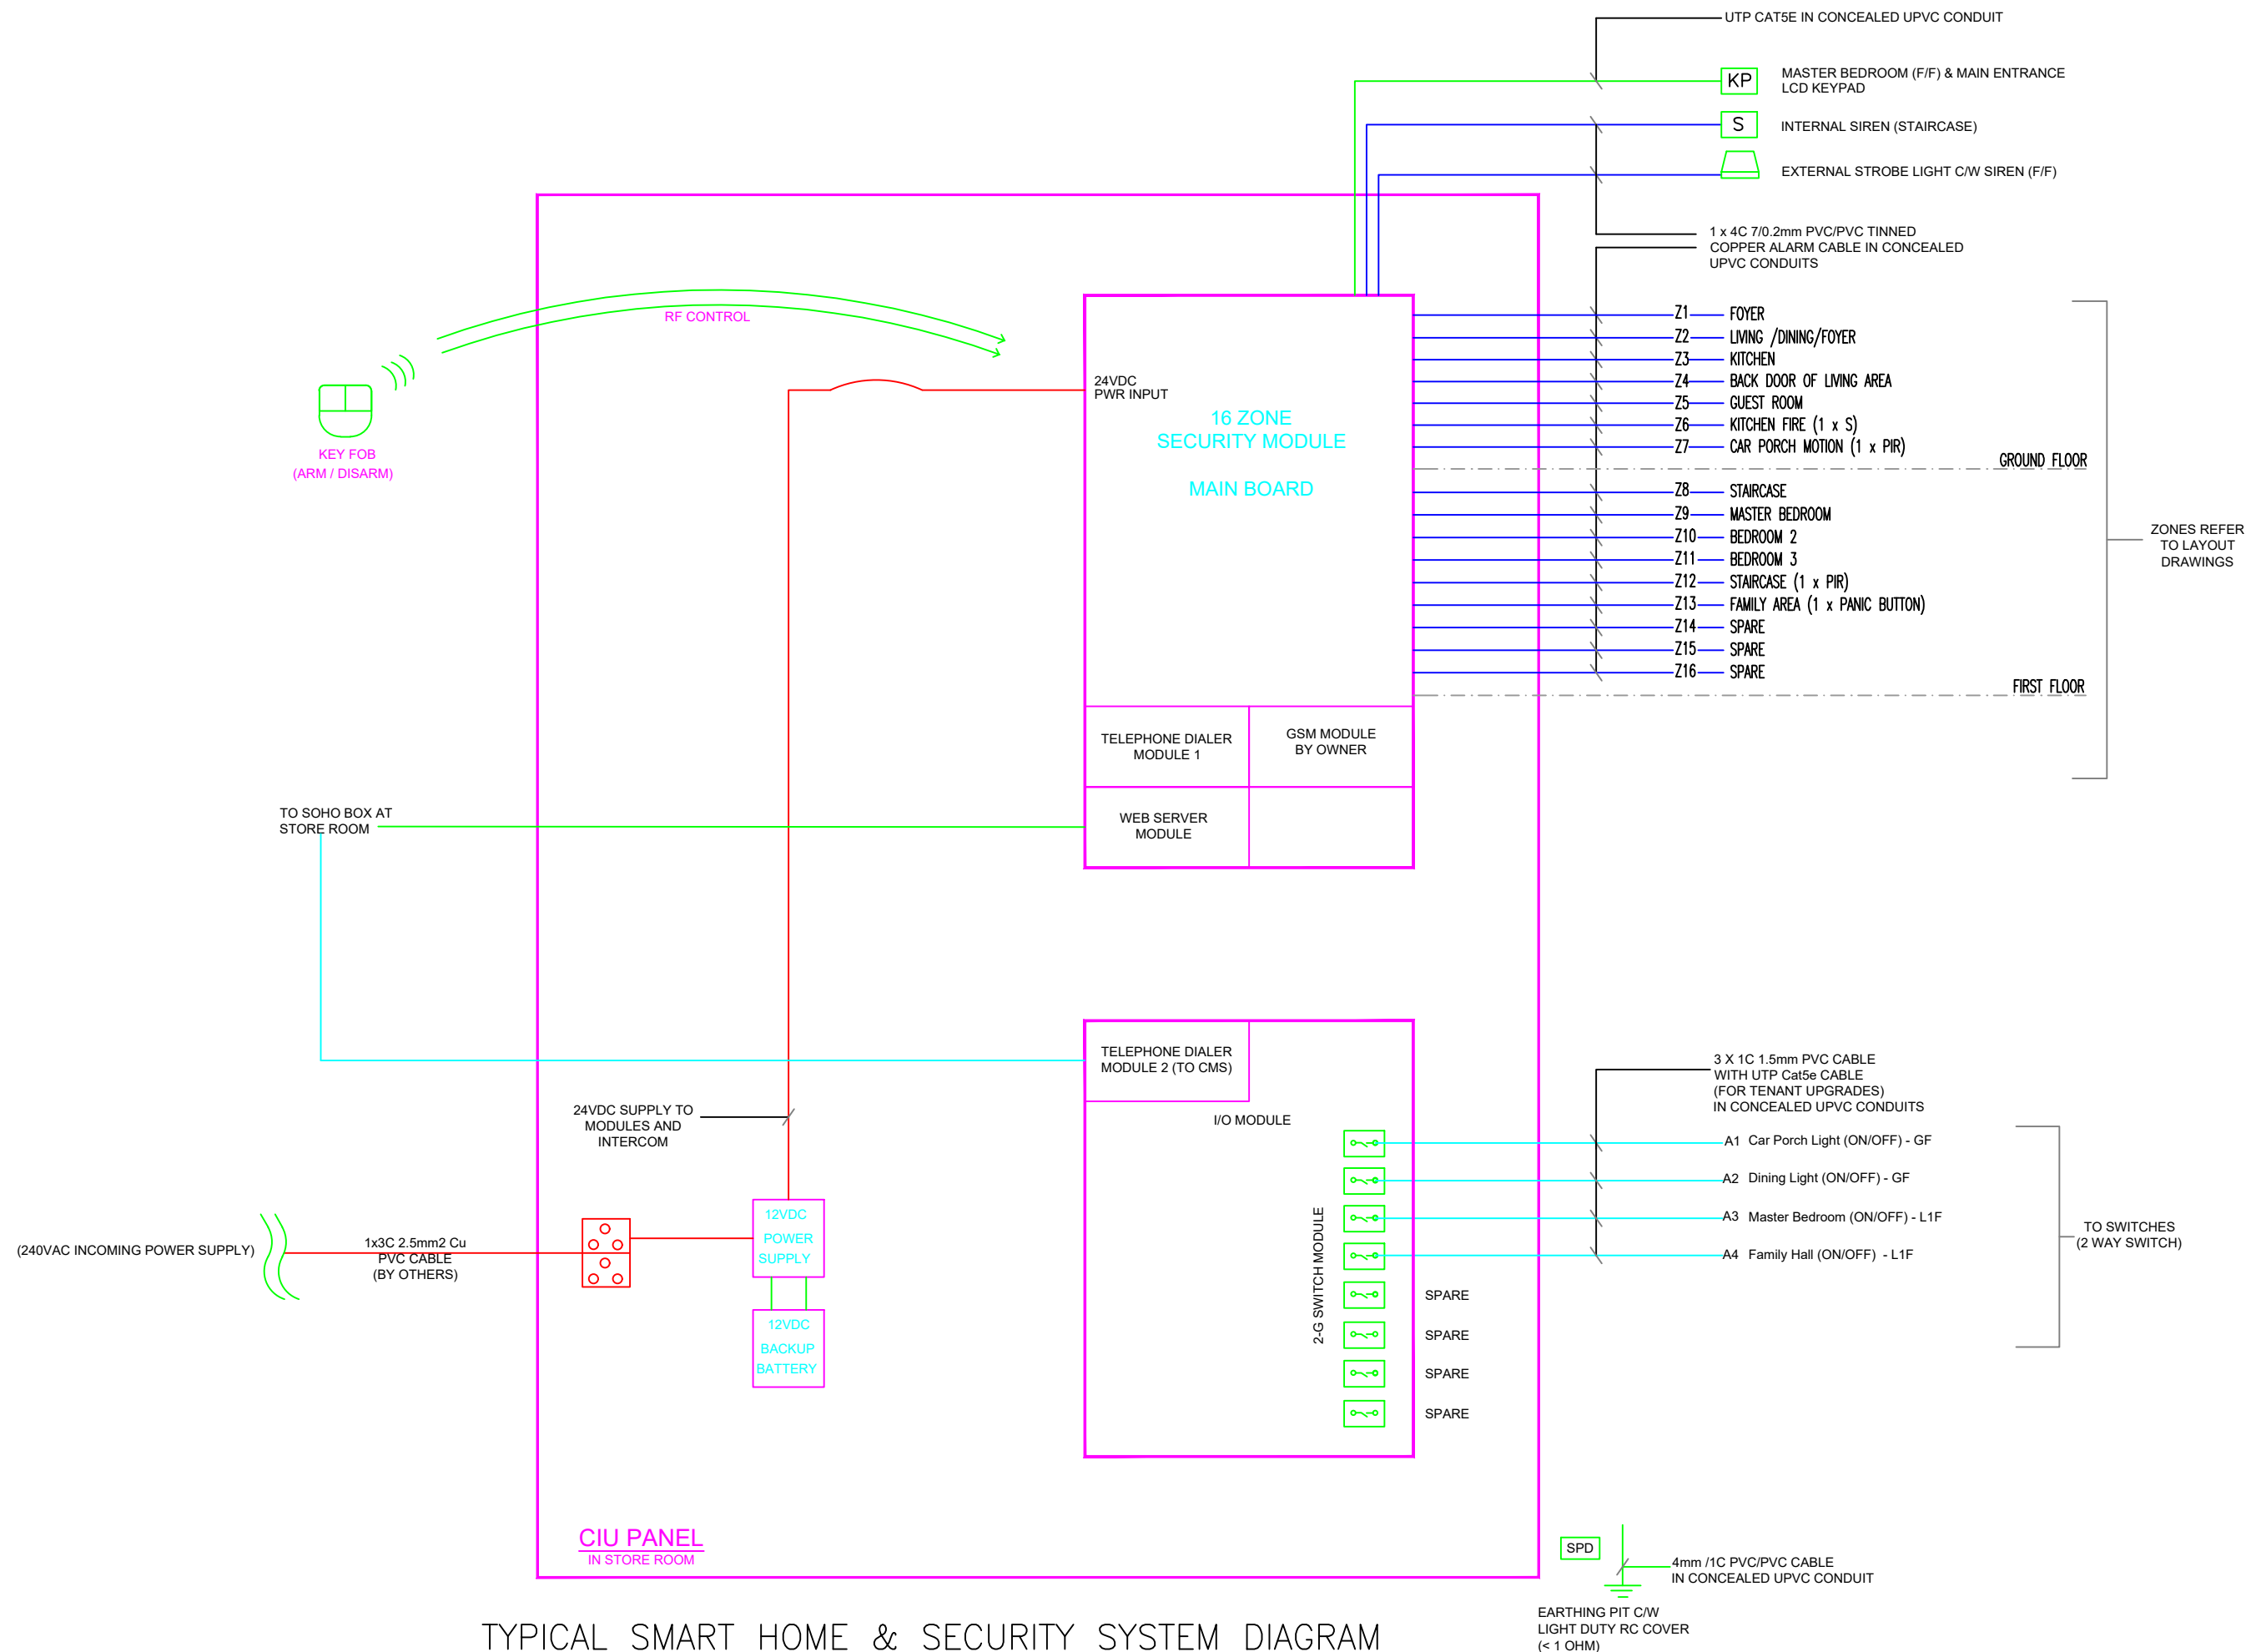 UTP CAT5E IN CONCEALED UPVC CONDUIT
KP
MASTER BEDROOM (F/F) & MAIN ENTRANCE
LCD KEYPAD
S
INTERNAL SIREN (STAIRCASE)
EXTERNAL STROBE LIGHT C/W SIREN (F/F)
1 x 4C 7/0.2mm PVC/PVC TINNED
COPPER ALARM CABLE IN CONCEALED
UPVC CONDUITS
RF CONTROL
KEY FOB
(ARM / DISARM)
24VDC
PWR INPUT
16 ZONE
SECURITY MODULE
MAIN BOARD
Z1 FOYER
Z2 LIVING /DINING/FOYER
Z3 KITCHEN
Z4 BACK DOOR OF LIVING AREA
Z5 GUEST ROOM
Z6 KITCHEN FIRE (1 x S)
Z7 CAR PORCH MOTION (1 x PIR)
GROUND FLOOR
Z8 STAIRCASE
Z9 MASTER BEDROOM
Z10 BEDROOM 2
Z11 BEDROOM 3
Z12 STAIRCASE (1 x PIR)
Z13 FAMILY AREA (1 x PANIC BUTTON)
Z14 SPARE
Z15 SPARE
Z16 SPARE
FIRST FLOOR
ZONES REFER
TO LAYOUT
DRAWINGS
TELEPHONE DIALER
MODULE 1
GSM MODULE
BY OWNER
WEB SERVER
MODULE
TO SOHO BOX AT
STORE ROOM
TELEPHONE DIALER
MODULE 2 (TO CMS)
I/O MODULE
2-G SWITCH MODULE
24VDC SUPPLY TO
MODULES AND
INTERCOM
3 X 1C 1.5mm PVC CABLE
WITH UTP Cat5e CABLE
(FOR TENANT UPGRADES)
IN CONCEALED UPVC CONDUITS
A1 Car Porch Light (ON/OFF) - GF
A2 Dining Light (ON/OFF) - GF
A3 Master Bedroom (ON/OFF) - L1F
A4 Family Hall (ON/OFF) - L1F
SPARE
SPARE
SPARE
SPARE
TO SWITCHES
(2 WAY SWITCH)
(240VAC INCOMING POWER SUPPLY)
1x3C 2.5mm2 Cu
PVC CABLE
(BY OTHERS)
12VDC
POWER
SUPPLY
12VDC
BACKUP
BATTERY
CIU PANEL
IN STORE ROOM
SPD
4mm /1C PVC/PVC CABLE
IN CONCEALED UPVC CONDUIT
EARTHING PIT C/W
LIGHT DUTY RC COVER
(< 1 OHM)
TYPICAL SMART HOME & SECURITY SYSTEM DIAGRAM